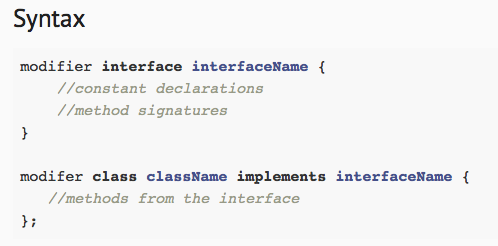 Syntax
modifier interface interfaceName {
//constant declarations
//method signatures
}
modifer class className implements interfaceName {
//methods from the interface
};